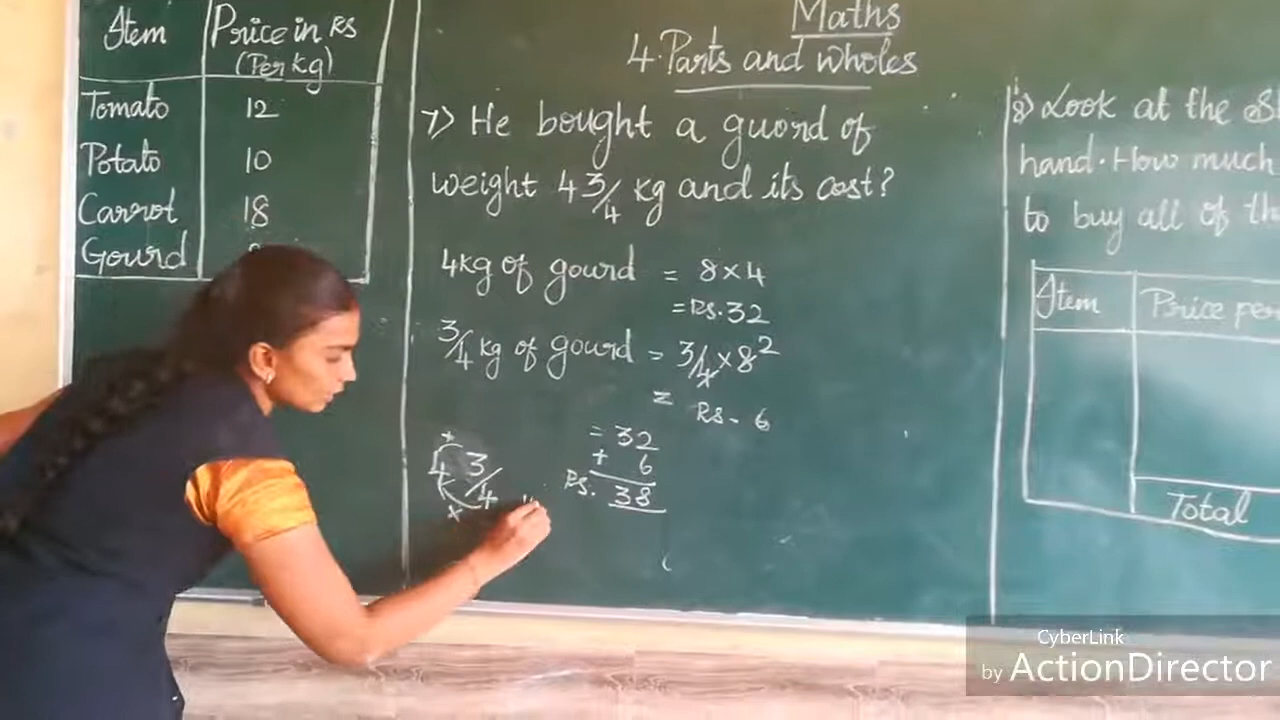 Item Price in Rs
(Per kg)
Tomato 12
Potato 10
Carrot 18
Gourd
Maths
4. Parts and wholes
7) He bought a guord of
weight 4 3/4 kg and its cost?
4kg of gourd = 8 × 4
= Rs. 32
3/4 kg of gourd = 3/4 × 8 2
= Rs. 6
= 32
+ 6
Rs. 38
+
4 3/4
×
8) Look at the
hand. How much
to buy all of
Item Price
Total
CyberLink
by ActionDirector